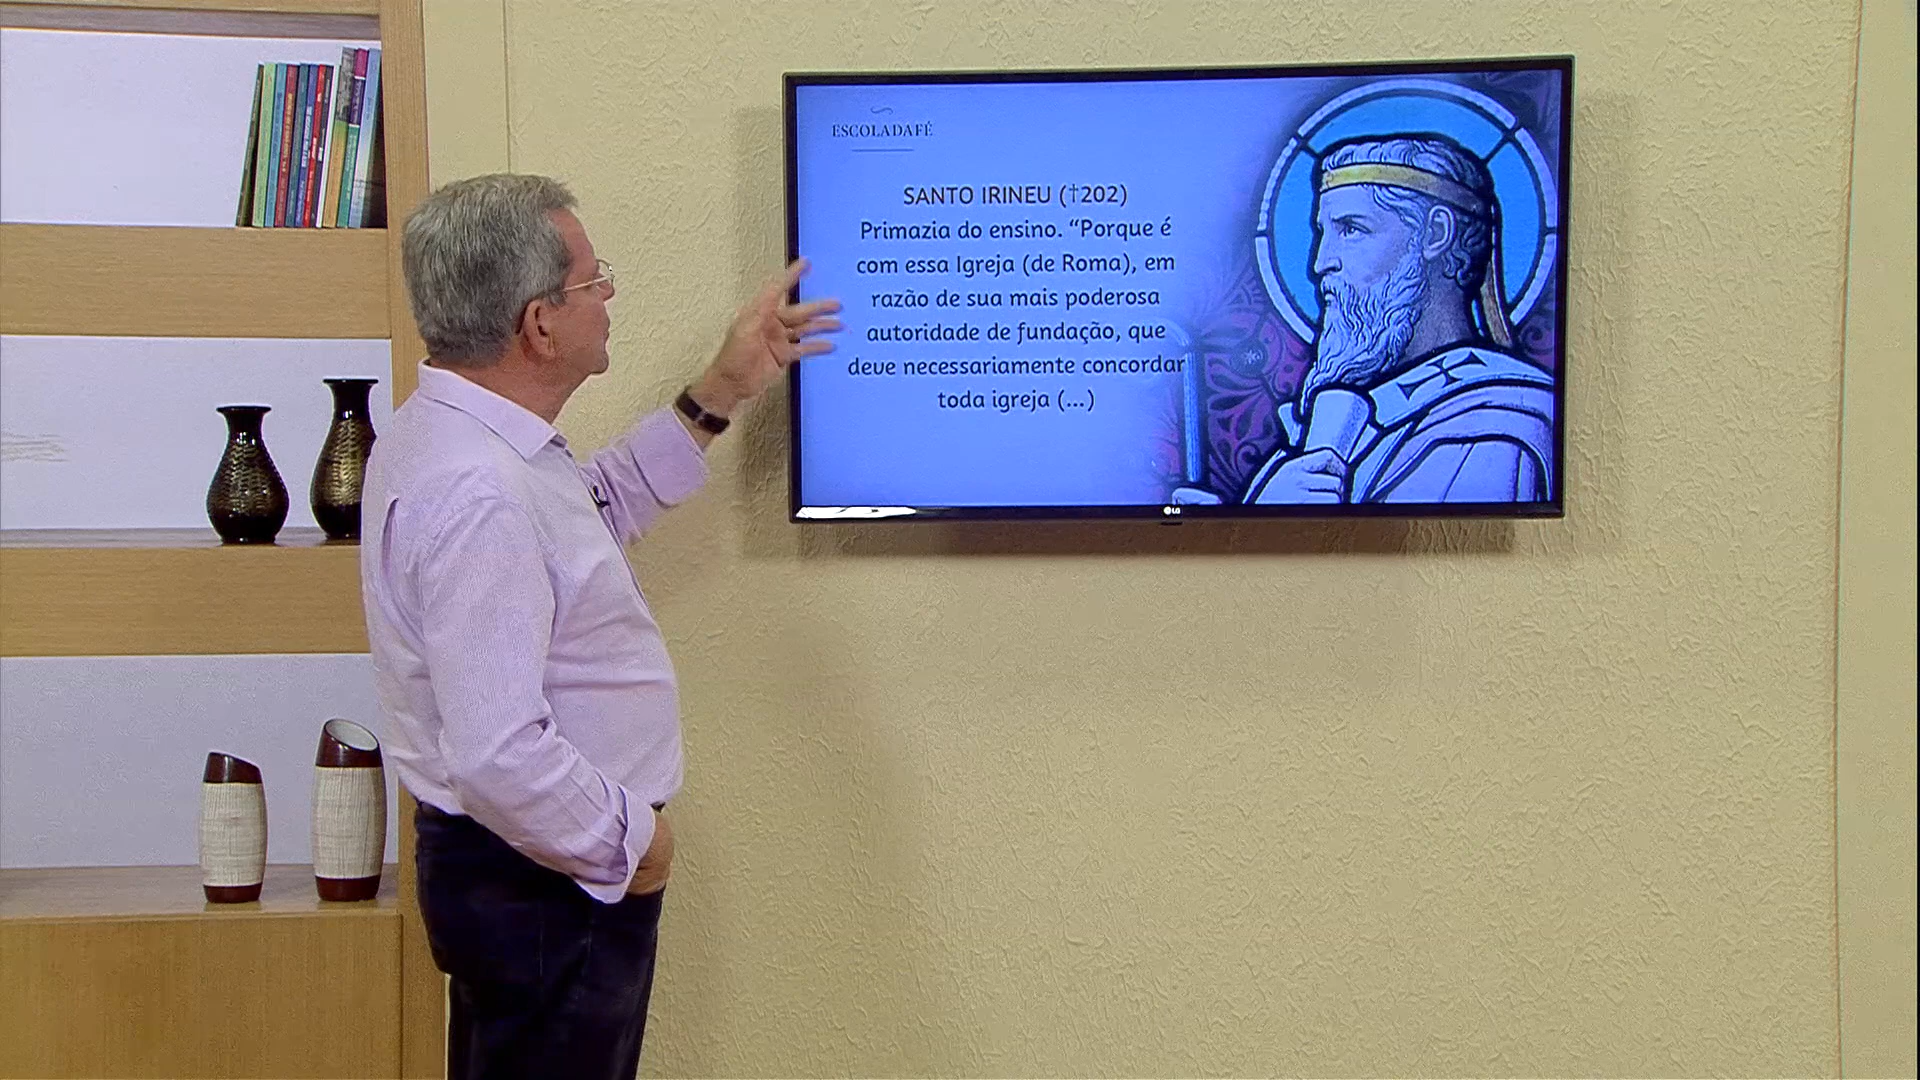 ESCOLADAFÉ
SANTO IRINEU (†202)
Primazia do ensino. “Porque é
com essa Igreja (de Roma), em
razão de sua mais poderosa
autoridade de fundação, que
deve necessariamente concordar
toda igreja (...)
LG